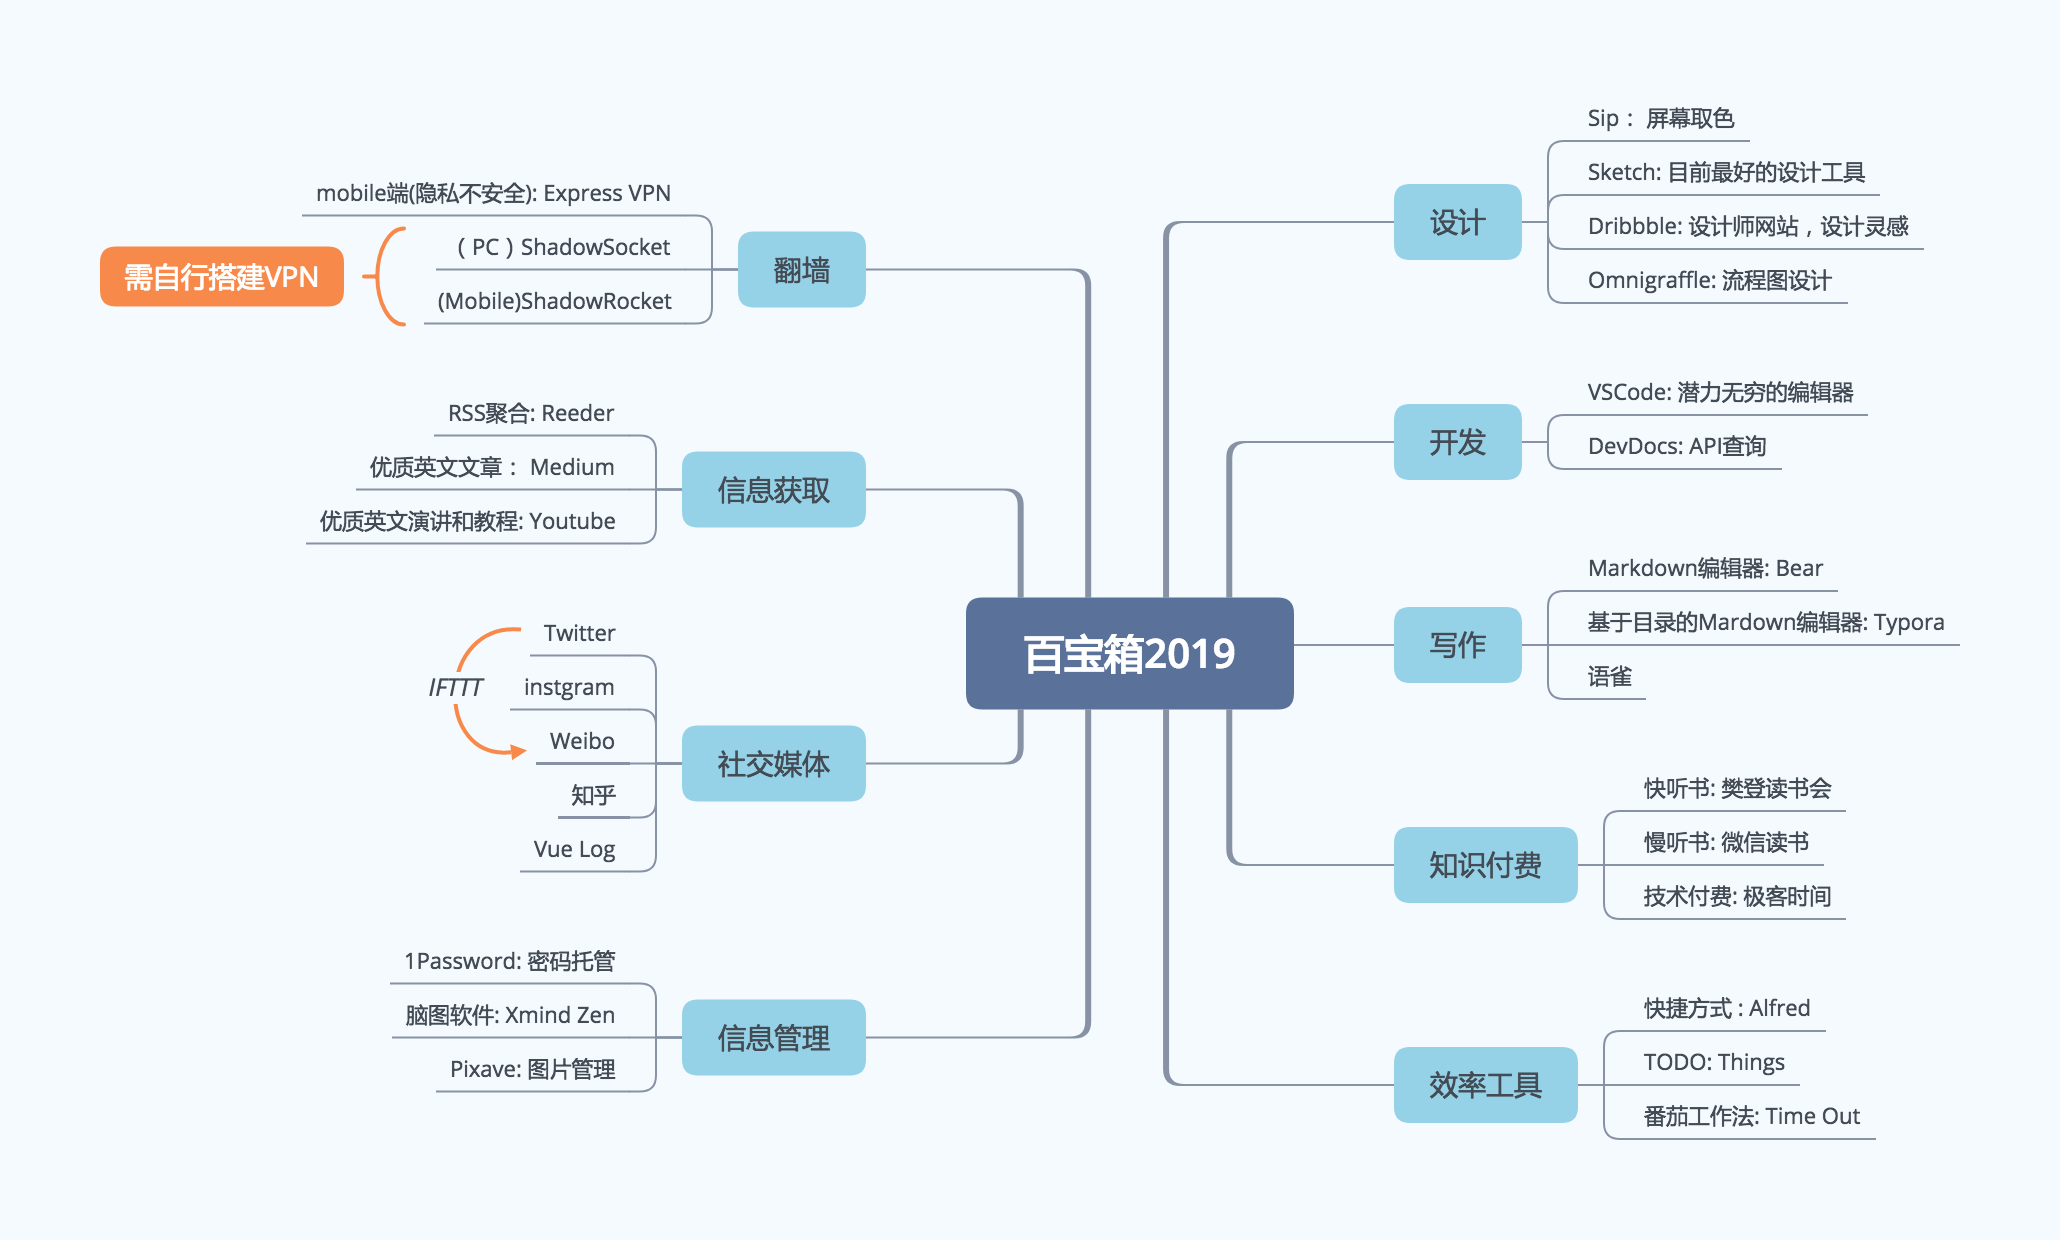 百宝箱2019
设计
Sip： 屏幕取色
Sketch: 目前最好的设计工具
Dribbble: 设计师网站，设计灵感
Omnigraffle: 流程图设计
开发
VSCode: 潜力无穷的编辑器
DevDocs: API查询
写作
Markdown编辑器: Bear
基于目录的Mardown编辑器: Typora
语雀
知识付费
快听书: 樊登读书会
慢听书: 微信读书
技术付费: 极客时间
效率工具
快捷方式 : Alfred
TODO: Things
番茄工作法: Time Out
翻墙
mobile端(隐私不安全): Express VPN
（ PC ）ShadowSocket
(Mobile)ShadowRocket
需自行搭建VPN
信息获取
RSS聚合: Reeder
优质英文文章： Medium
优质英文演讲和教程: Youtube
社交媒体
Twitter
instgram
Weibo
知乎
Vue Log
IFTTT
信息管理
1Password: 密码托管
脑图软件: Xmind Zen
Pixave: 图片管理